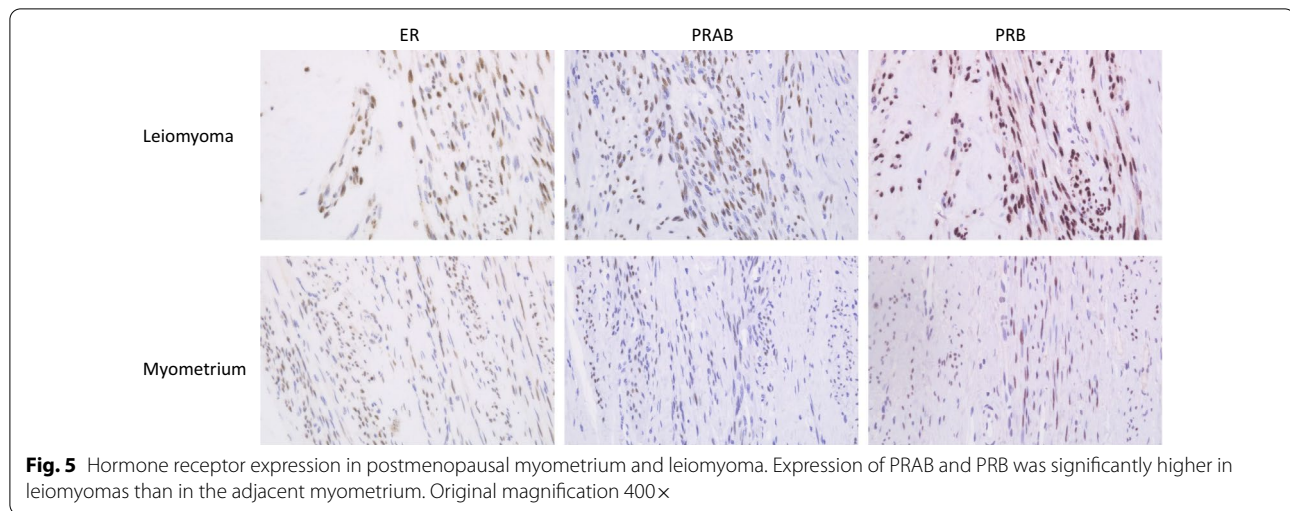 ER PRAB PRB
Leiomyoma
Myometrium
Fig. 5 Hormone receptor expression in postmenopausal myometrium and leiomyoma. Expression of PRAB and PRB was significantly higher in
leiomyomas than in the adjacent myometrium. Original magnification 400×